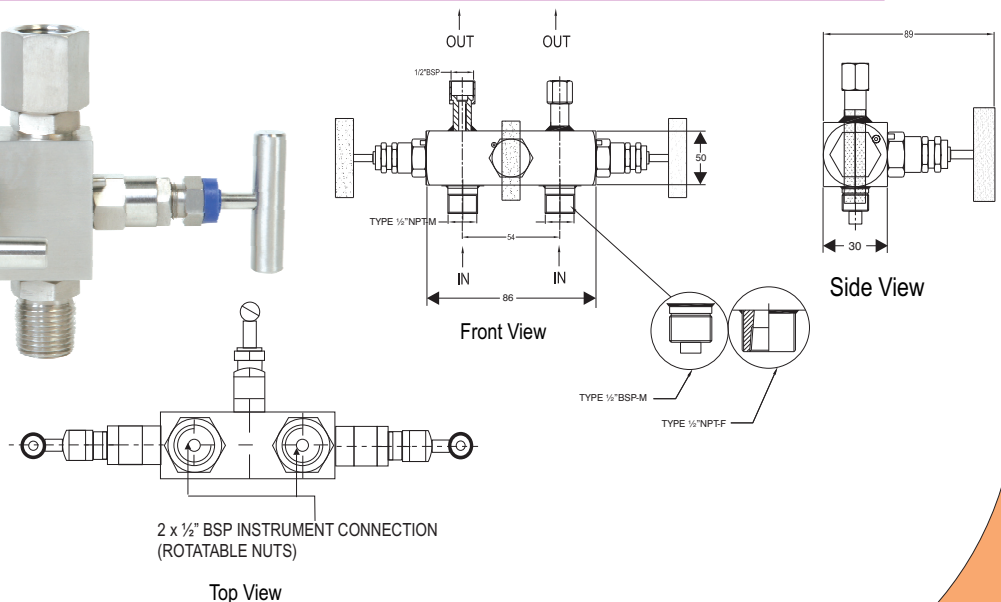 OUT
OUT
89
1/2"BSP
50
TYPE ½"NPT-M
54
30
IN
IN
86
Side View
Front View
TYPE ½"BSP-M
TYPE ½"NPT-F
2 x ½" BSP INSTRUMENT CONNECTION
(ROTATABLE NUTS)
Top View